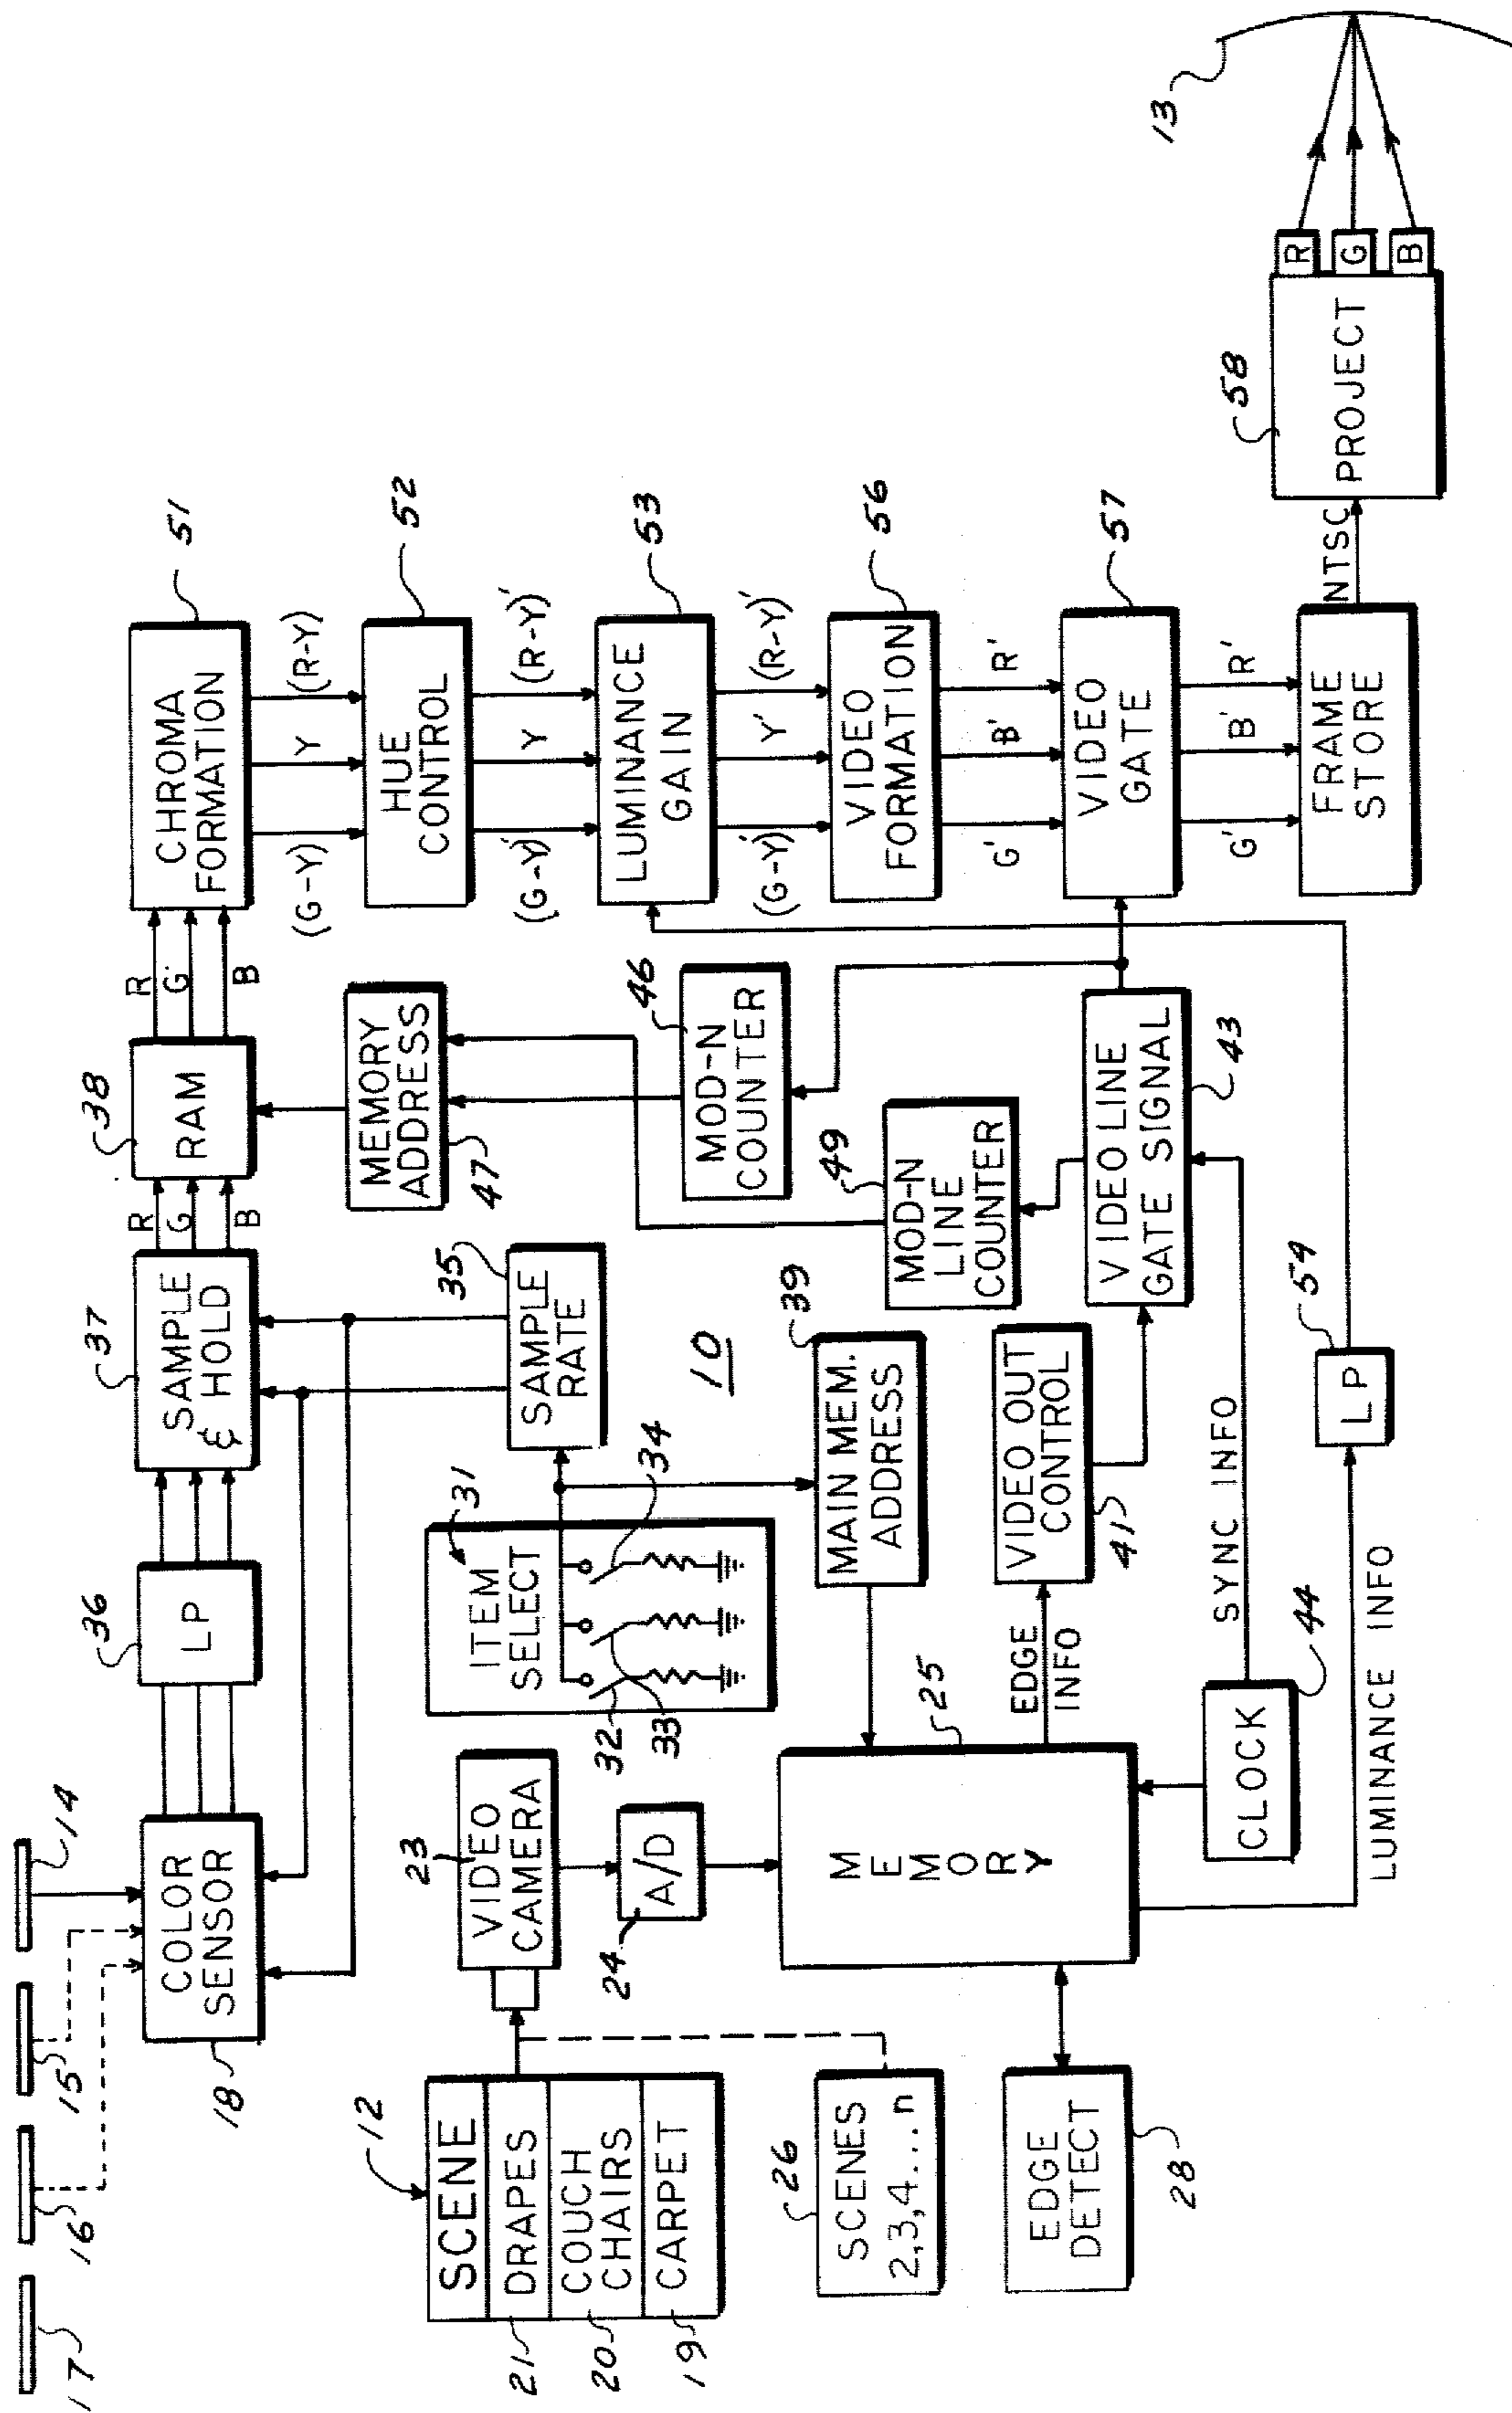 17
16
15
14
18
COLOR
SENSOR
36
LP
37
SAMPLE
& HOLD
R
G
B
38
RAM
R
G
B
51
CHROMA
FORMATION
(G-Y)
Y
(R-Y)
52
HUE
CONTROL
(G-Y)'
Y
(R-Y)'
53
LUMINANCE
GAIN
(G-Y)'
Y'
(R-Y)'
56
VIDEO
FORMATION
G'
B'
R'
57
VIDEO
GATE
G'
B'
R'
FRAME
STORE
NTSC
58
PROJECT
R
G
B
13
12
SCENE
21
DRAPES
20
COUCH
CHAIRS
19
CARPET
23
VIDEO
CAMERA
24
A/D
31
ITEM
SELECT
32
33
34
35
SAMPLE
RATE
10
47
MEMORY
ADDRESS
46
MOD-N
COUNTER
49
MOD-N
LINE
COUNTER
39
MAIN MEM.
ADDRESS
26
SCENES
2,3,4...n
MEMORY
25
EDGE
INFO
VIDEO OUT
CONTROL
41
VIDEO LINE
GATE SIGNAL
43
EDGE
DETECT
28
CLOCK
44
SYNC INFO
LUMINANCE INFO
54
LP